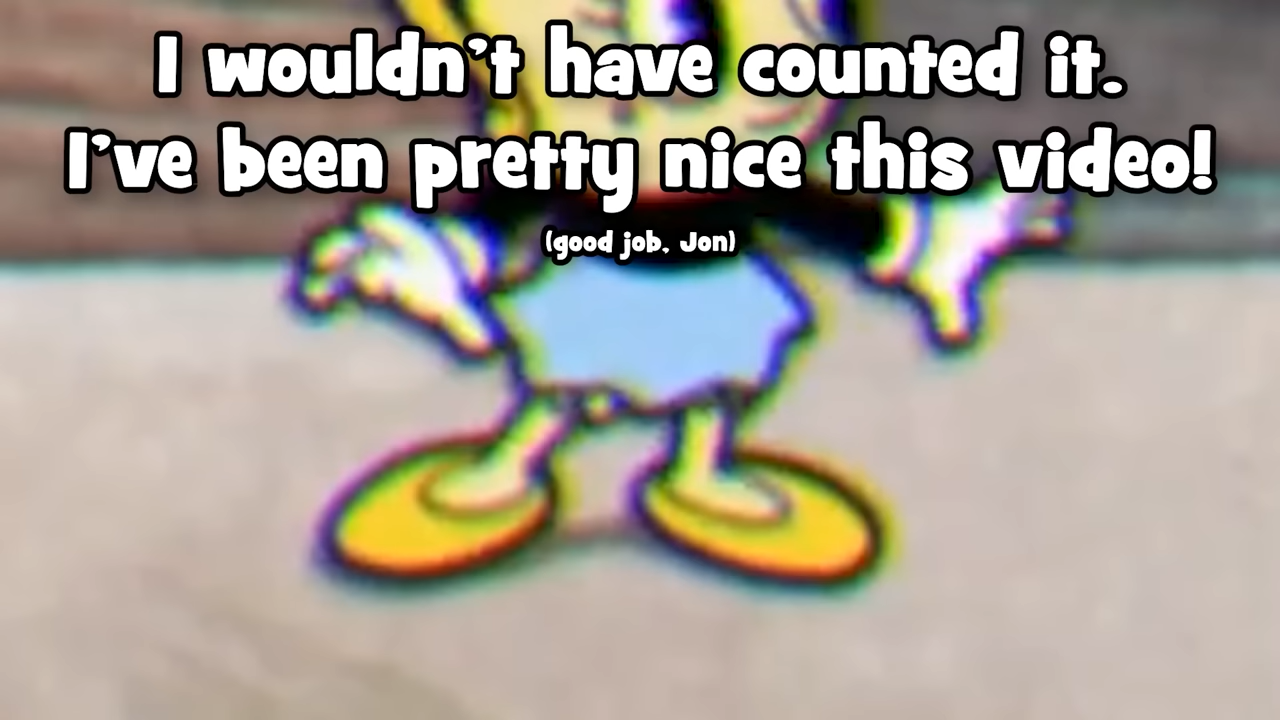 I wouldn't have counted it.
I've been pretty nice this video!
(good job, Jon)